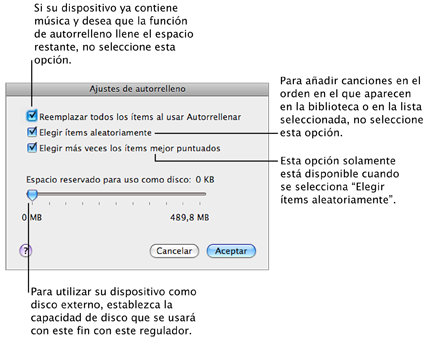 Si su dispositivo ya contiene
música y desea que la función
de autorrelleno llene el espacio
restante, no seleccione esta
opción.
Ajustes de autorrelleno
Reemplazar todos los ítems al usar Autorrellenar
Elegir ítems aleatoriamente
Elegir más veces los ítems mejor puntuados
Espacio reservado para uso como disco: 0 KB
0 MB
489,8 MB
?
Cancelar
Aceptar
Para añadir canciones en el
orden en el que aparecen
en la biblioteca o en la lista
seleccionada, no seleccione
esta opción.
Esta opción solamente
está disponible cuando
se selecciona “Elegir
ítems aleatoriamente”.
Para utilizar su dispositivo como
disco externo, establezca la
capacidad de disco que se usará
con este fin con este regulador.